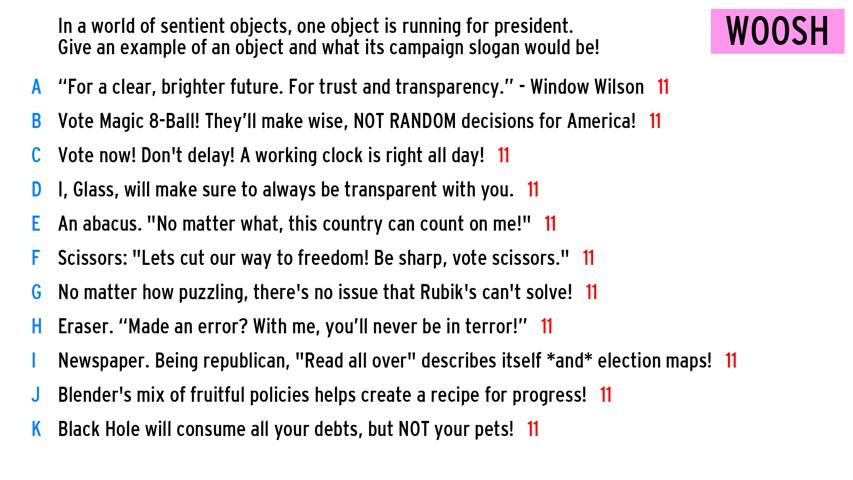 In a world of sentient objects, one object is running for president.
Give an example of an object and what its campaign slogan would be!
WOOSH
A “For a clear, brighter future. For trust and transparency.” - Window Wilson 11
B Vote Magic 8-Ball! They’ll make wise, NOT RANDOM decisions for America! 11
C Vote now! Don't delay! A working clock is right all day! 11
D I, Glass, will make sure to always be transparent with you. 11
E An abacus. "No matter what, this country can count on me!" 11
F Scissors: "Lets cut our way to freedom! Be sharp, vote scissors." 11
G No matter how puzzling, there's no issue that Rubik's can't solve! 11
H Eraser. “Made an error? With me, you’ll never be in terror!” 11
I Newspaper. Being republican, "Read all over" describes itself *and* election maps! 11
J Blender's mix of fruitful policies helps create a recipe for progress! 11
K Black Hole will consume all your debts, but NOT your pets! 11